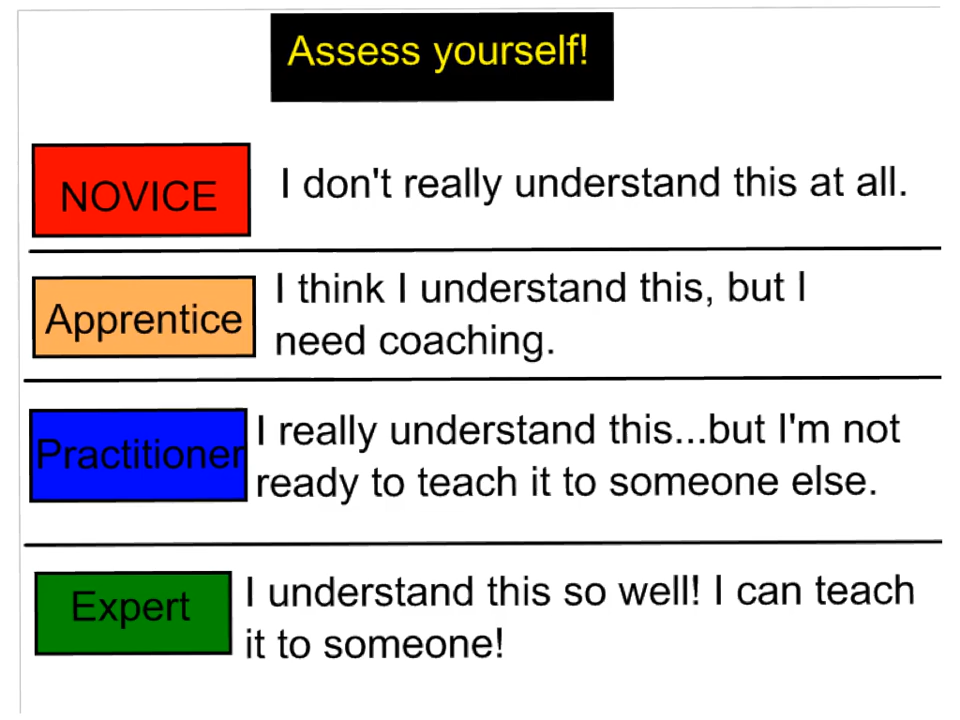 Assess yourself!
NOVICE
I don't really understand this at all.
Apprentice
I think I understand this, but I
need coaching.
Practitioner
I really understand this...but I'm not
ready to teach it to someone else.
Expert
I understand this so well! I can teach
it to someone!